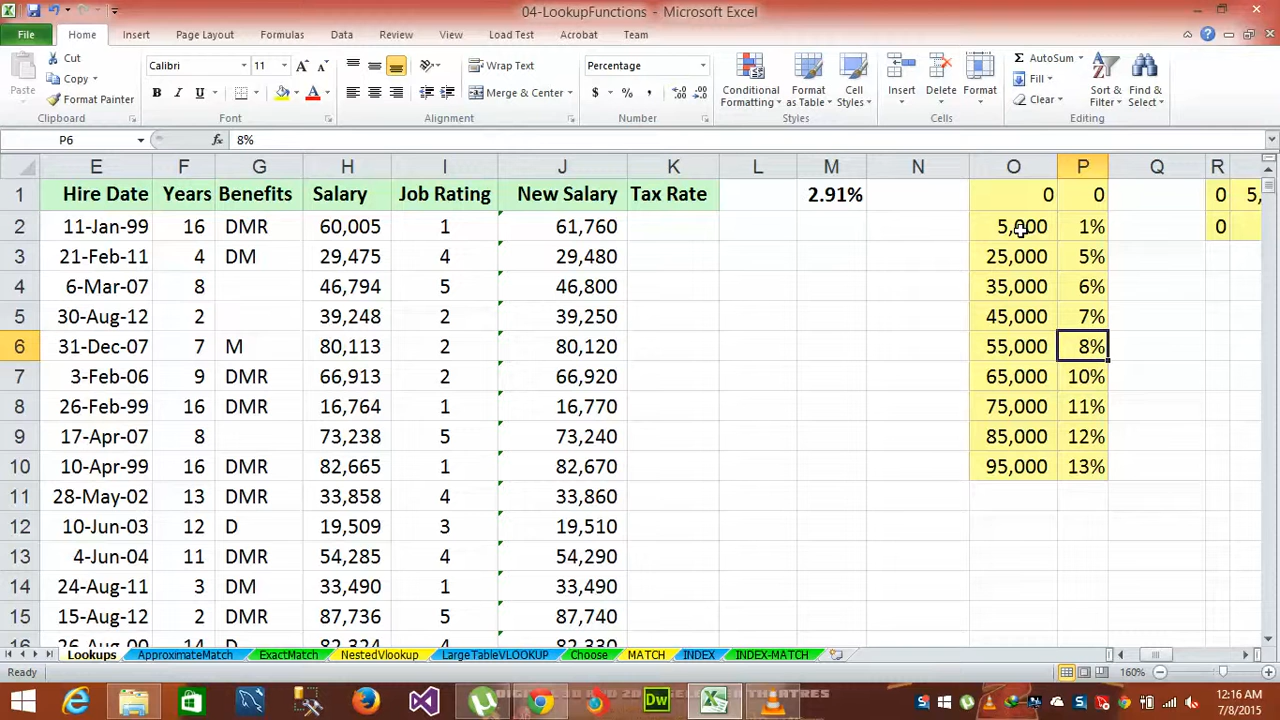 04-LookupFunctions - Microsoft Excel
File Home Insert Page Layout Formulas Data Review View Load Test Acrobat Team
Paste
Cut
Copy
Format Painter
Clipboard
Calibri 11
B I U
Font
Wrap Text
Merge & Center
Alignment
Percentage
$ % ,
Number
Conditional Formatting
Format as Table
Cell Styles
Styles
Insert Delete Format
Cells
AutoSum
Fill
Clear
Sort & Filter
Find & Select
Editing
P6 fx 8%
E F G H I J K L M N O P Q R
1 Hire Date Years Benefits Salary Job Rating New Salary Tax Rate 2.91% 0 0 0 5,
2 11-Jan-99 16 DMR 60,005 1 61,760 5,000 1% 0
3 21-Feb-11 4 DM 29,475 4 29,480 25,000 5%
4 6-Mar-07 8 46,794 5 46,800 35,000 6%
5 30-Aug-12 2 39,248 2 39,250 45,000 7%
6 31-Dec-07 7 M 80,113 2 80,120 55,000 8%
7 3-Feb-06 9 DMR 66,913 2 66,920 65,000 10%
8 26-Feb-99 16 DMR 16,764 1 16,770 75,000 11%
9 17-Apr-07 8 73,238 5 73,240 85,000 12%
10 10-Apr-99 16 DMR 82,665 1 82,670 95,000 13%
11 28-May-02 13 DMR 33,858 4 33,860
12 10-Jun-03 12 D 19,509 3 19,510
13 4-Jun-04 11 DMR 54,285 4 54,290
14 24-Aug-11 3 DM 33,490 1 33,490
15 15-Aug-12 2 DMR 87,736 5 87,740
16 26-Aug-00 14 D 82,334 4 82,330
Lookups ApproximateMatch ExactMatch NestedVlookup LargeTableVLOOKUP Choose MATCH INDEX INDEX-MATCH
Ready 160%
Dw
12:16 AM
7/8/2015